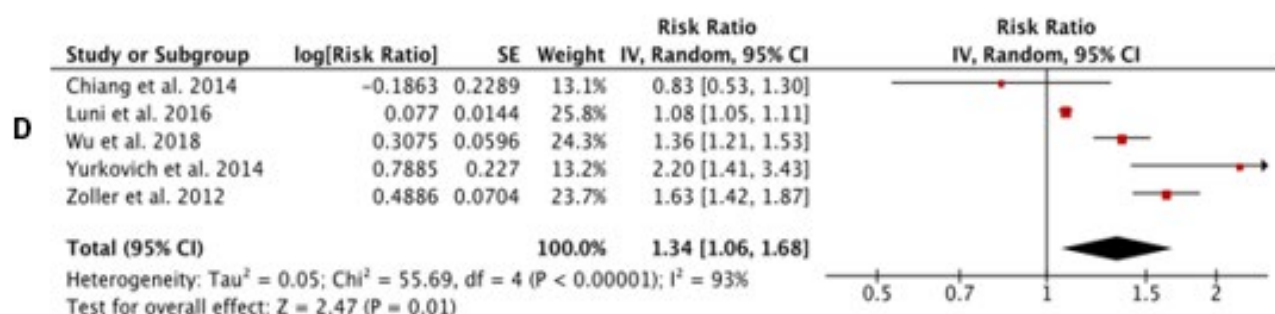 Risk Ratio Risk Ratio
Study or Subgroup log[Risk Ratio] SE Weight IV, Random, 95% CI IV, Random, 95% CI
Chiang et al. 2014 −0.1863 0.2289 13.1% 0.83 [0.53, 1.30]
D
Luni et al. 2016 0.077 0.0144 25.8% 1.08 [1.05, 1.11]
Wu et al. 2018 0.3075 0.0596 24.3% 1.36 [1.21, 1.53]
Yurkovich et al. 2014 0.7885 0.227 13.2% 2.20 [1.41, 3.43]
Zoller et al. 2012 0.4886 0.0704 23.7% 1.63 [1.42, 1.87]
Total (95% CI) 100.0% 1.34 [1.06, 1.68]
Heterogeneity: Tau² = 0.05; Chi² = 55.69, df = 4 (P < 0.00001); I² = 93%
Test for overall effect: Z = 2.47 (P = 0.01)
0.5 0.7 1 1.5 2